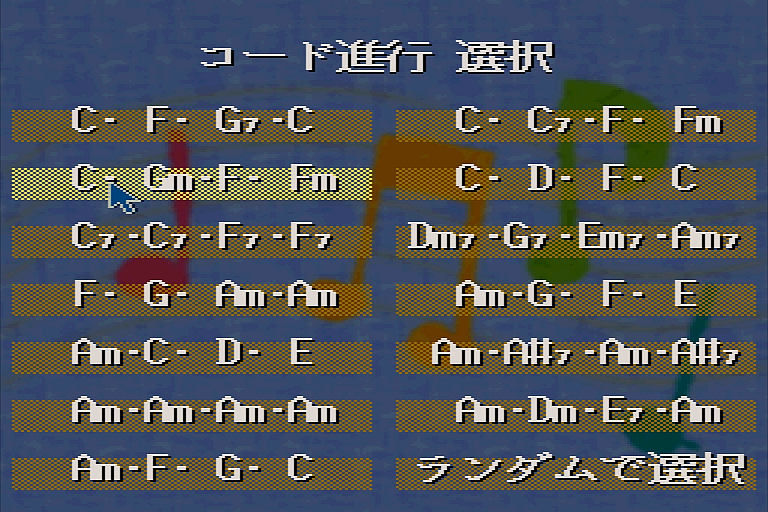 コード進行 選択
C- F- G7-C
C- C7-F- Fm
C- Gm-F- Fm
C- D- F- C
C7-C7-F7-F7
Dm7-G7-Em7-Am7
F- G- Am-Am
Am-G- F- E
Am-C- D- E
Am-A#7-Am-A#7
Am-Am-Am-Am
Am-Dm-E7-Am
Am-F- G- C
ランダムで選択